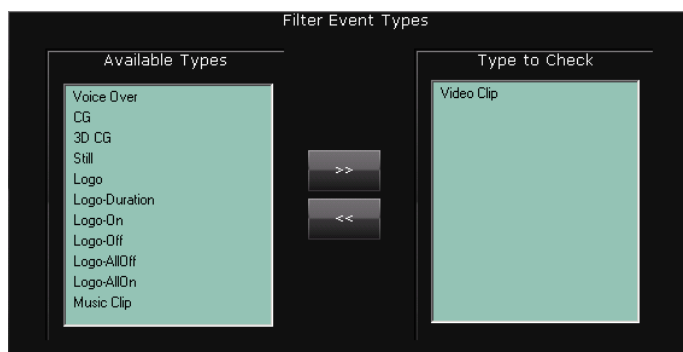 Filter Event Types
Available Types
Voice Over
CG
3D CG
Still
Logo
Logo-Duration
Logo-On
Logo-Off
Logo-AllOff
Logo-AllOn
Music Clip
>>
<<
Type to Check
Video Clip